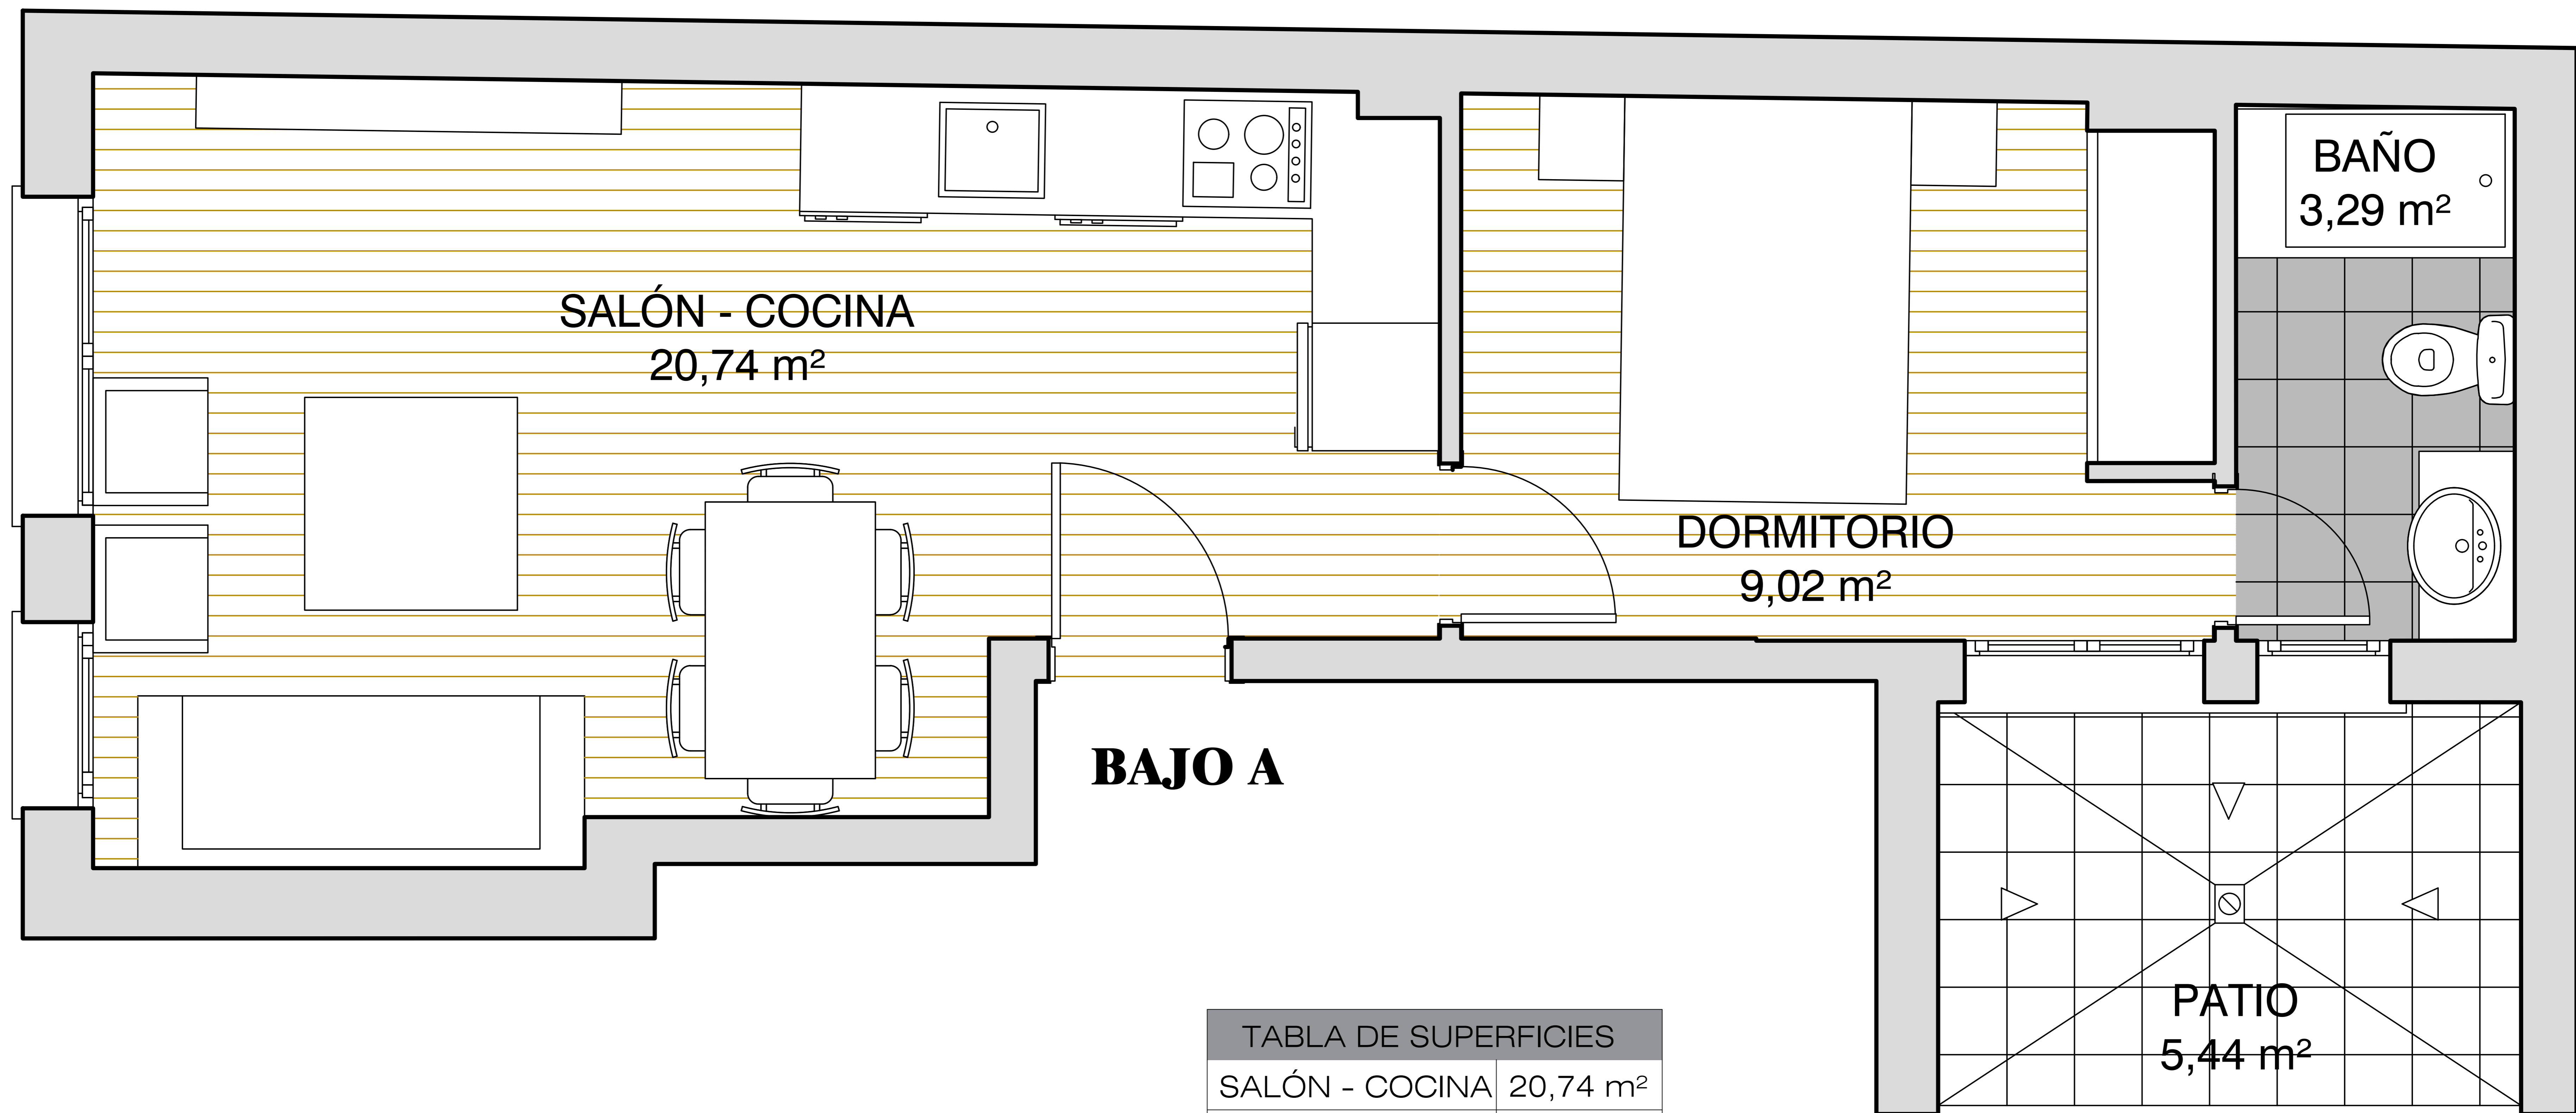 BAÑO
3,29 m²
SALÓN - COCINA
20,74 m²
DORMITORIO
9,02 m²
BAJO A
PATIO
5,44 m²
TABLA DE SUPERFICIES
SALÓN - COCINA 20,74 m²